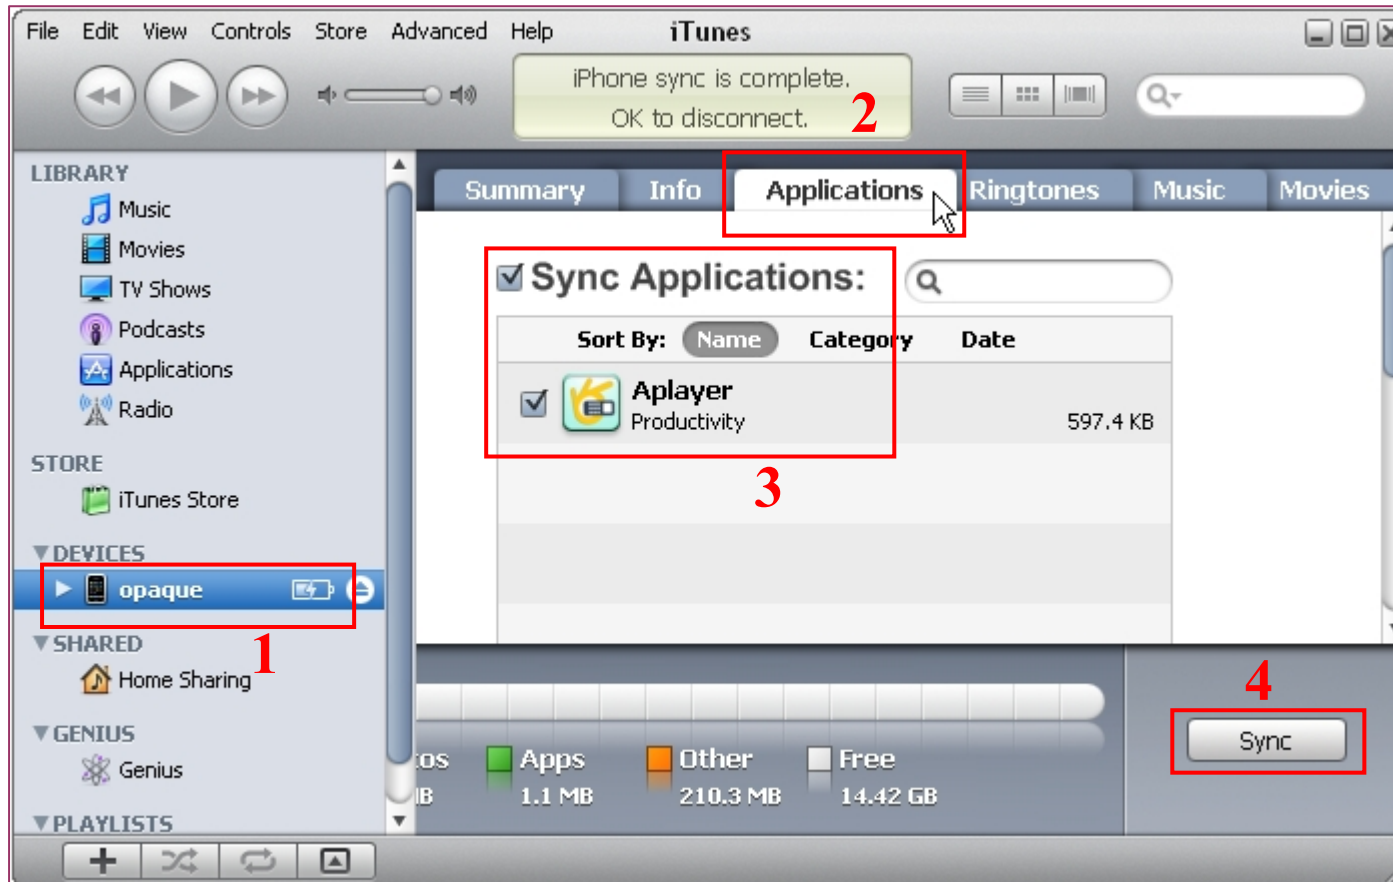 File Edit View Controls Store Advanced Help iTunes
iPhone sync is complete.
OK to disconnect.
2
LIBRARY
Music
Movies
TV Shows
Podcasts
Applications
Radio
STORE
iTunes Store
DEVICES
opaque
1
SHARED
Home Sharing
GENIUS
Genius
PLAYLISTS
Summary Info Applications Ringtones Music Movies
Sync Applications:
Sort By: Name Category Date
Aplayer
Productivity 597.4 KB
3
4
Sync
os Apps Other Free
MB 1.1 MB 210.3 MB 14.42 GB